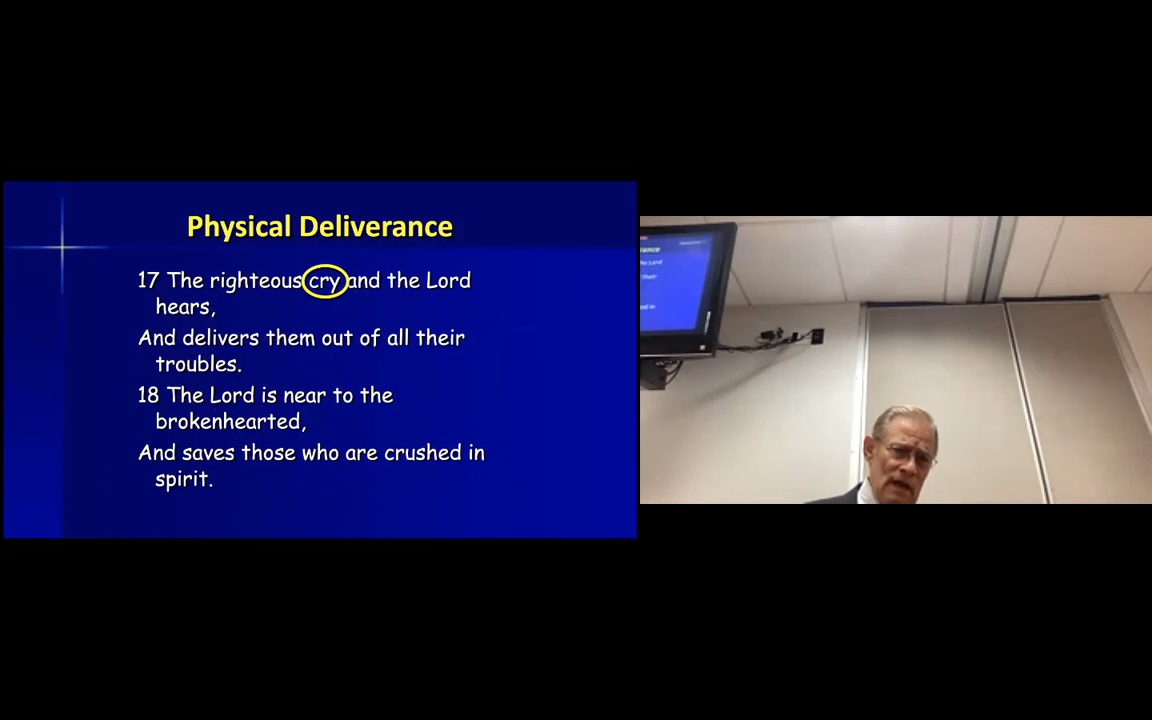 Physical Deliverance
17 The righteous cry and the Lord
hears,
And delivers them out of all their
troubles.
18 The Lord is near to the
brokenhearted,
And saves those who are crushed in
spirit.